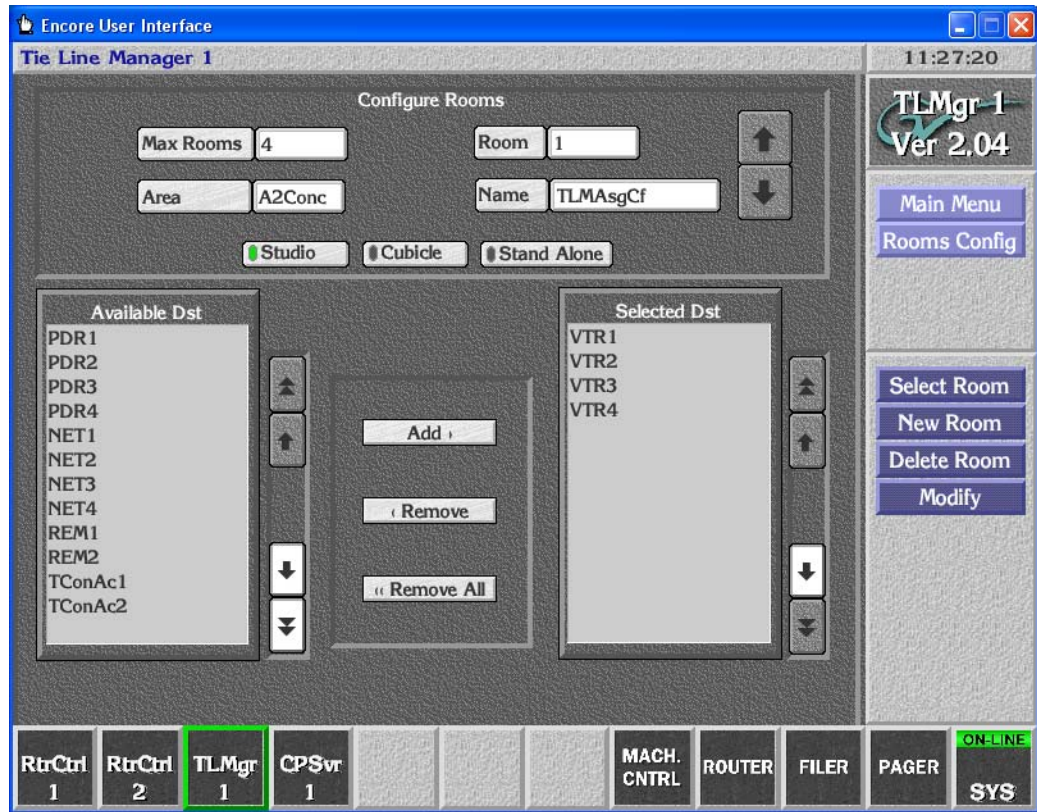 Encore User Interface
Tie Line Manager 1
11:27:20
TLMgr 1
Ver 2.04
Configure Rooms
Max Rooms 4
Room 1
Area A2Conc
Name TLMAsgCf
Studio
Cubicle
Stand Alone
Main Menu
Rooms Config
Available Dst
PDR1
PDR2
PDR3
PDR4
NET1
NET2
NET3
NET4
REM1
REM2
TConAc1
TConAc2
Add ›
‹ Remove
‹‹ Remove All
Selected Dst
VTR1
VTR2
VTR3
VTR4
Select Room
New Room
Delete Room
Modify
RtrCtrl
1
RtrCtrl
2
TLMgr
1
CPSvr
1
MACH.
CNTRL
ROUTER
FILER
PAGER
ON-LINE
SYS